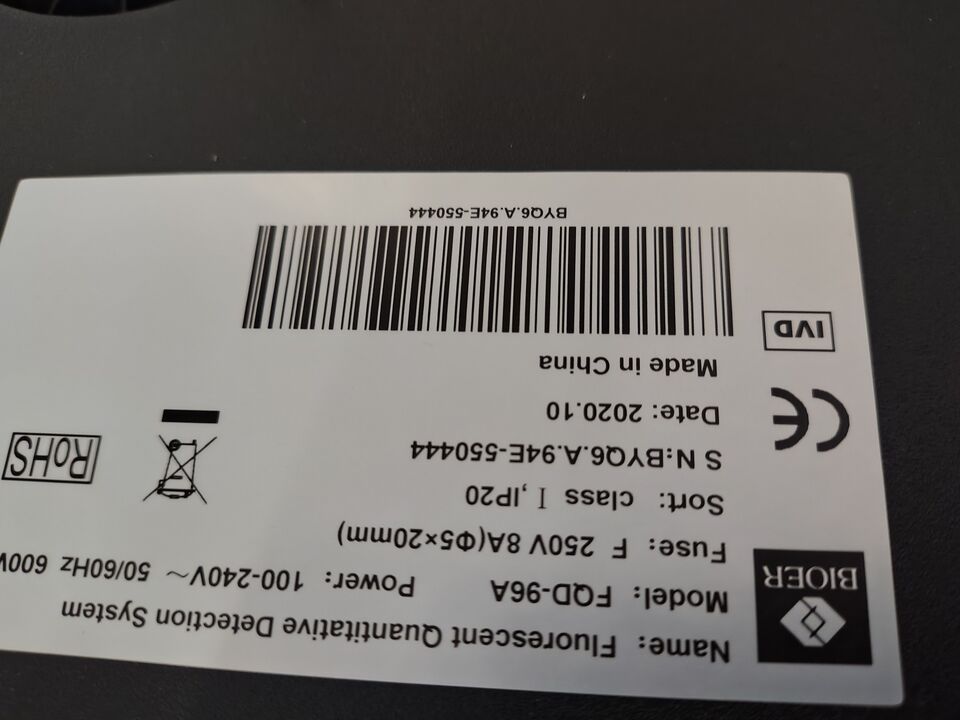 BIOER
Name: Fluorescent Quantitative Detection System
Model: FQD-96A Power: 100-240V~ 50/60Hz 600W
Fuse: F 250V 8A(Φ5×20mm)
Sort: class I ,IP20
S N:BYQ6.A.94E-550444
Date: 2020.10
Made in China
CE
IVD
RoHS
BYQ6.A.94E-550444